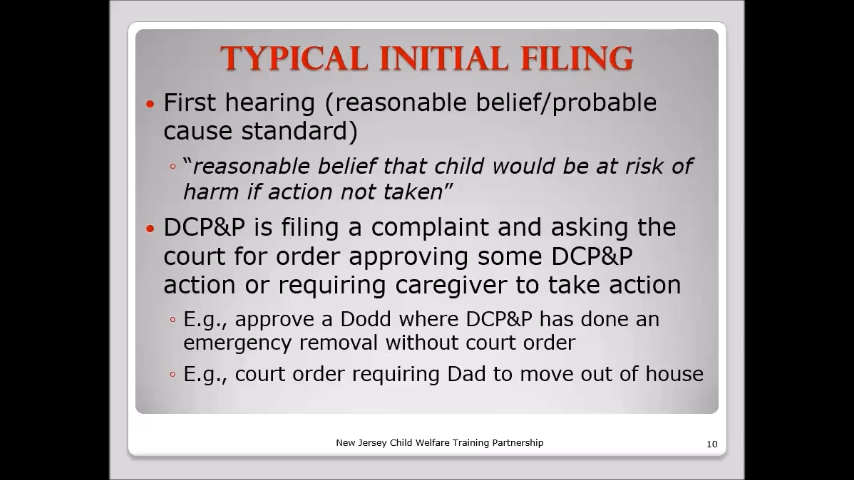 TYPICAL INITIAL FILING
• First hearing (reasonable belief/probable
cause standard)
◦ “reasonable belief that child would be at risk of
harm if action not taken”
• DCP&P is filing a complaint and asking the
court for order approving some DCP&P
action or requiring caregiver to take action
◦ E.g., approve a Dodd where DCP&P has done an
emergency removal without court order
◦ E.g., court order requiring Dad to move out of house
New Jersey Child Welfare Training Partnership
10